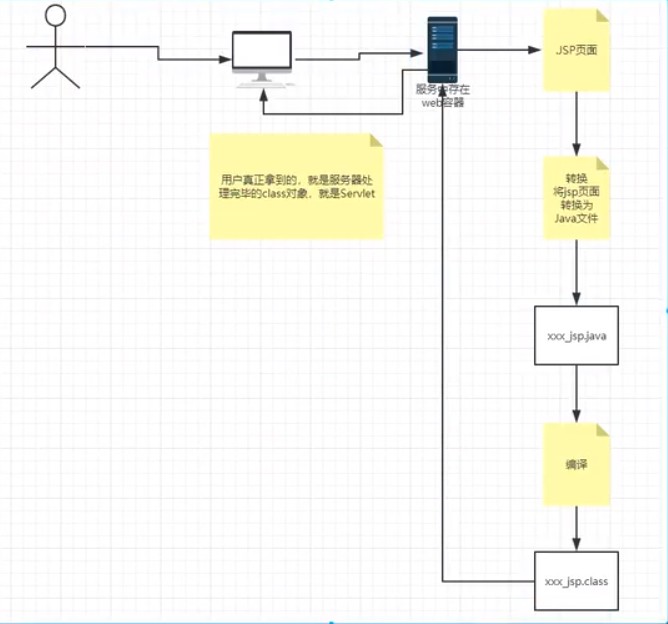 JSP页面
服务中存在
web容器
用户真正拿到的，就是服务器处
理完毕的class对象，就是Servlet
转换
将jsp页面
转换为
Java文件
xxx_jsp.java
编译
xxx_jsp.class